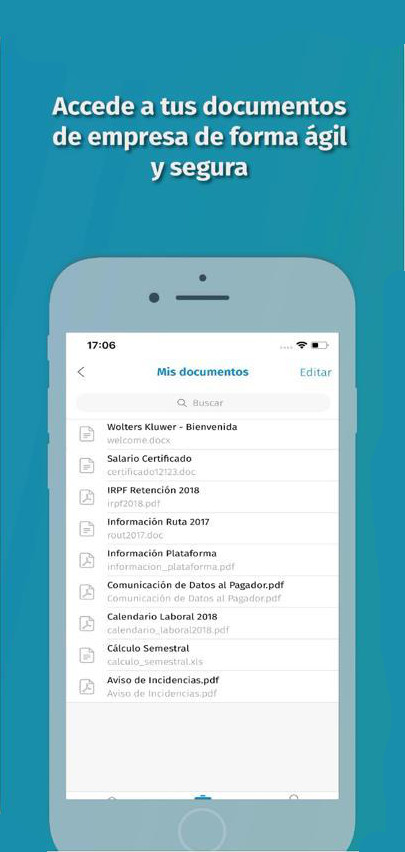 Accede a tus documentos
de empresa de forma ágil
y segura
17:06
Mis documentos Editar
Buscar
Wolters Kluwer - Bienvenida
welcome.docx
Salario Certificado
certificado12123.doc
IRPF Retención 2018
irpf2018.pdf
Información Ruta 2017
rout2017.doc
Información Plataforma
informacion_plataforma.pdf
Comunicación de Datos al Pagador.pdf
Comunicación de Datos al Pagador.pdf
Calendario Laboral 2018
calendario_laboral2018.pdf
Cálculo Semestral
calculo_semestral.xls
Aviso de Incidencias.pdf
Aviso de Incidencias.pdf